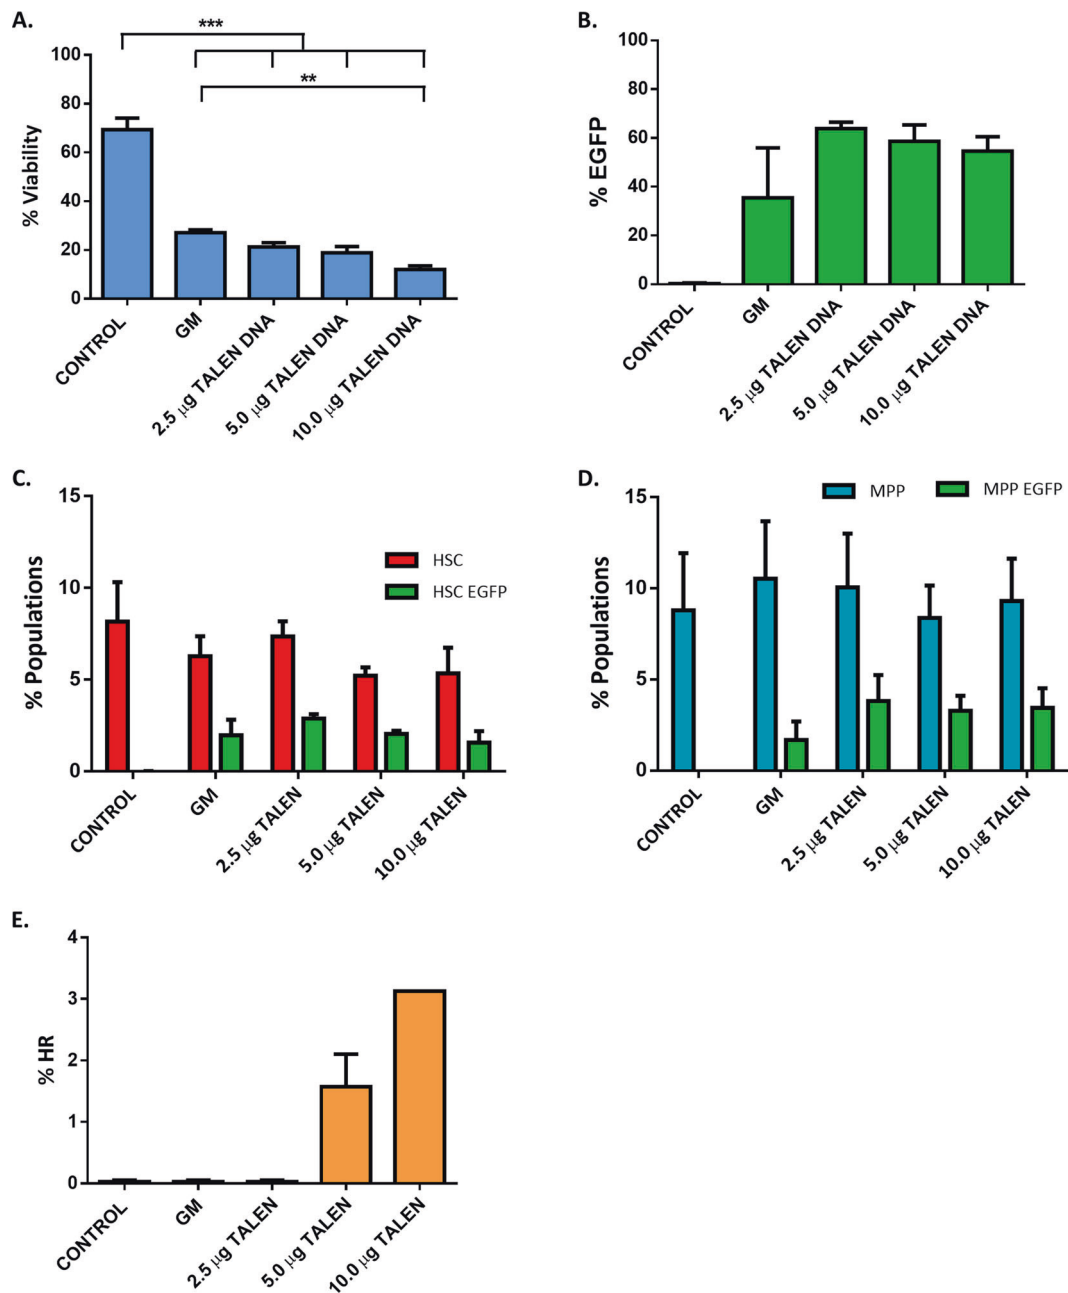 A.
***
**
% Viability
100
80
60
40
20
0
CONTROL
GM
2.5 µg TALEN DNA
5.0 µg TALEN DNA
10.0 µg TALEN DNA
B.
% EGFP
100
80
60
40
20
0
CONTROL
GM
2.5 µg TALEN DNA
5.0 µg TALEN DNA
10.0 µg TALEN DNA
C.
% Populations
15
10
5
0
HSC
HSC EGFP
CONTROL
GM
2.5 µg TALEN
5.0 µg TALEN
10.0 µg TALEN
D.
MPP
MPP EGFP
% Populations
15
10
5
0
CONTROL
GM
2.5 µg TALEN
5.0 µg TALEN
10.0 µg TALEN
E.
% HR
4
3
2
1
0
CONTROL
GM
2.5 µg TALEN
5.0 µg TALEN
10.0 µg TALEN